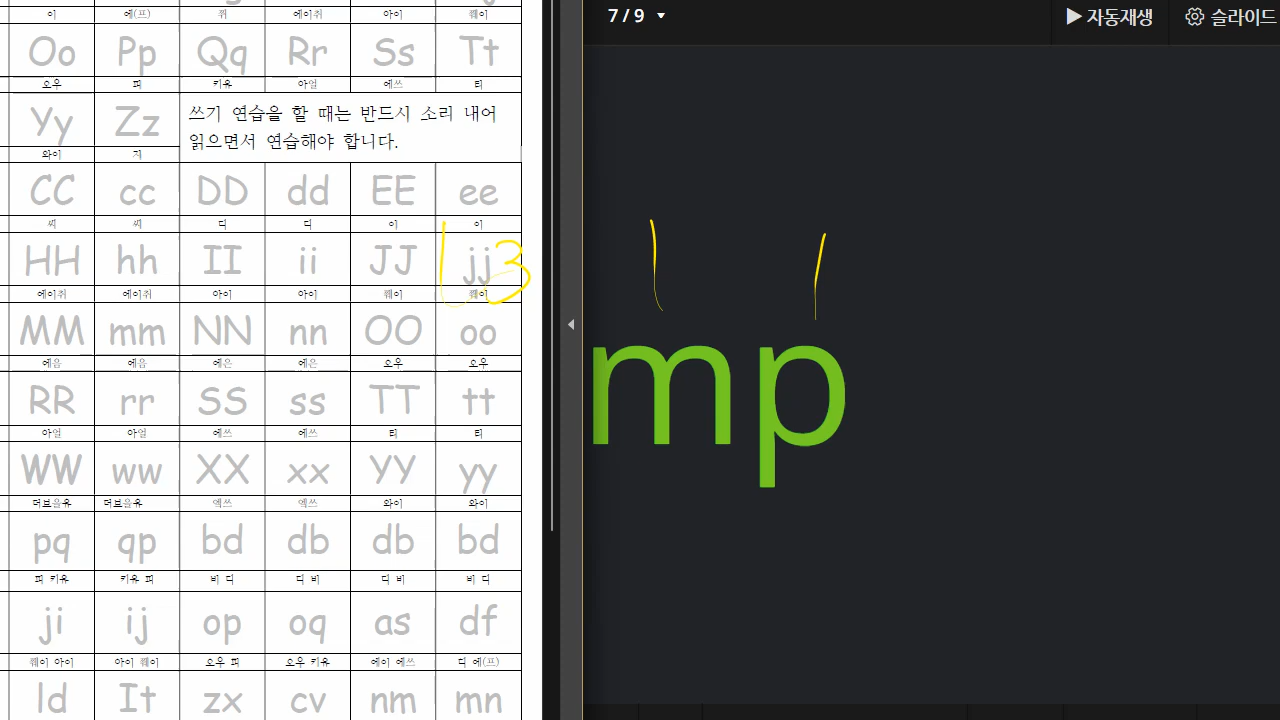 이 에(프) 쮜 에이취 아이 줴이
Oo Pp Qq Rr Ss Tt
오우 피 키유 아얼 에쓰 티
Yy Zz 쓰기 연습을 할 때는 반드시 소리 내어
읽으면서 연습해야 합니다.
와이 지
CC cc DD dd EE ee
씨 씨 디 디 이 이
HH hh II ii JJ jj 3
에이취 에이취 아이 아이 줴이 줴이
MM mm NN nn OO oo
에음 에음 에은 에은 오우 오우
RR rr SS ss TT tt
아얼 아얼 에쓰 에쓰 티 티
WW ww XX xx YY yy
더브을유 더브을유 엑쓰 엑쓰 와이 와이
pq qp bd db db bd
피 키유 키유 피 비 디 디 비 디 비 비 디
ji ij op oq as df
줴이 아이 아이 줴이 오우 피 오우 키유 에이 에쓰 디 에(프)
ld It zx cv nm mn
7 / 9 자동재생 슬라이드
mp